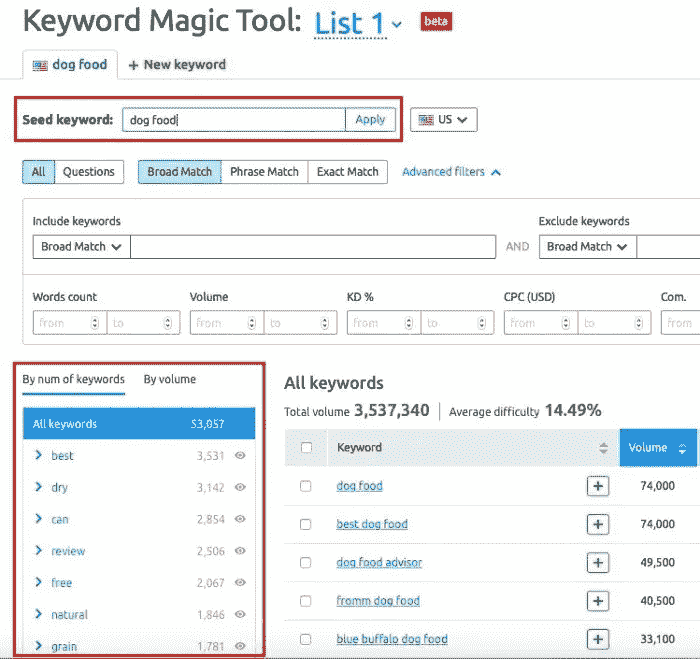 Keyword Magic Tool: List 1 beta
dog food + New keyword
Seed keyword: dog food Apply US
All Questions Broad Match Phrase Match Exact Match Advanced filters
Include keywords Exclude keywords
Broad Match AND Broad Match
Words count Volume KD % CPC (USD) Com.
from to from to from to from to from
By num of keywords By volume
All keywords 53,057
best 3,531
dry 3,142
can 2,854
review 2,506
free 2,067
natural 1,846
grain 1,781
All keywords
Total volume 3,537,340 Average difficulty 14.49%
Keyword Volume
dog food + 74,000
best dog food + 74,000
dog food advisor + 49,500
fromm dog food + 40,500
blue buffalo dog food + 33,100